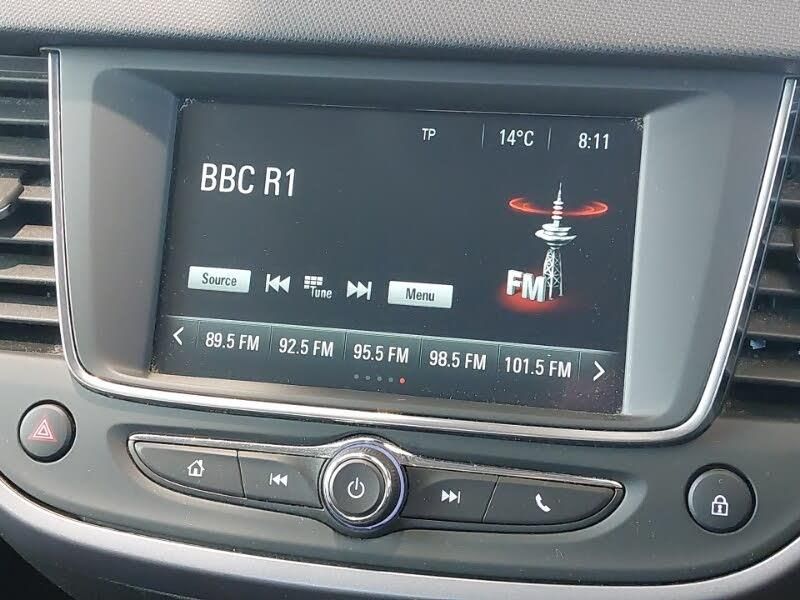 TP 14°C 8:11
BBC R1
FM
Source Tune Menu
89.5 FM 92.5 FM 95.5 FM 98.5 FM 101.5 FM